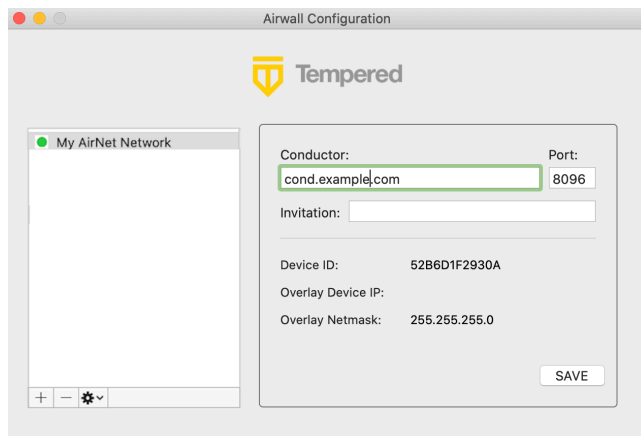 Airwall Configuration
Tempered
My AirNet Network
Conductor:
Port:
cond.example.com
8096
Invitation:
Device ID: 52B6D1F2930A
Overlay Device IP:
Overlay Netmask: 255.255.255.0
SAVE